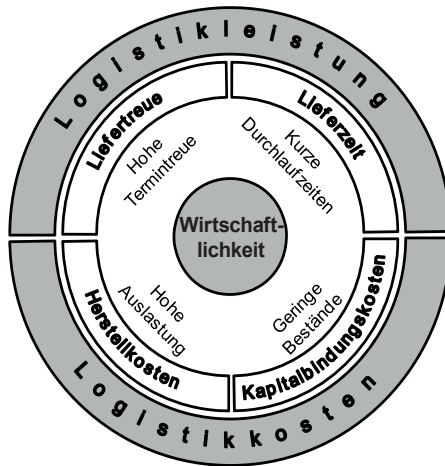 Logistikleistung
Liefertreue
Lieferzeit
Hohe
Termintreue
Kurze
Durchlaufzeiten
Wirtschaft-
lichkeit
Hohe
Auslastung
Geringe
Bestände
Herstellkosten
Kapitalbindungskosten
Logistikkosten